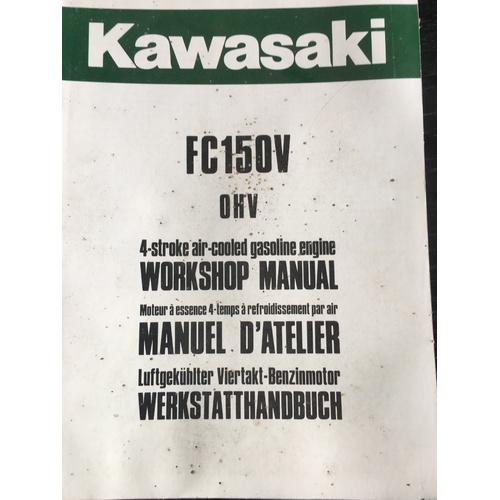 Kawasaki
FC150V
OHV
4-stroke air-cooled gasoline engine
WORKSHOP MANUAL
Moteur à essence 4-temps à refroidissement par air
MANUEL D'ATELIER
Luftgekühlter Viertakt-Benzinmotor
WERKSTATTHANDBUCH